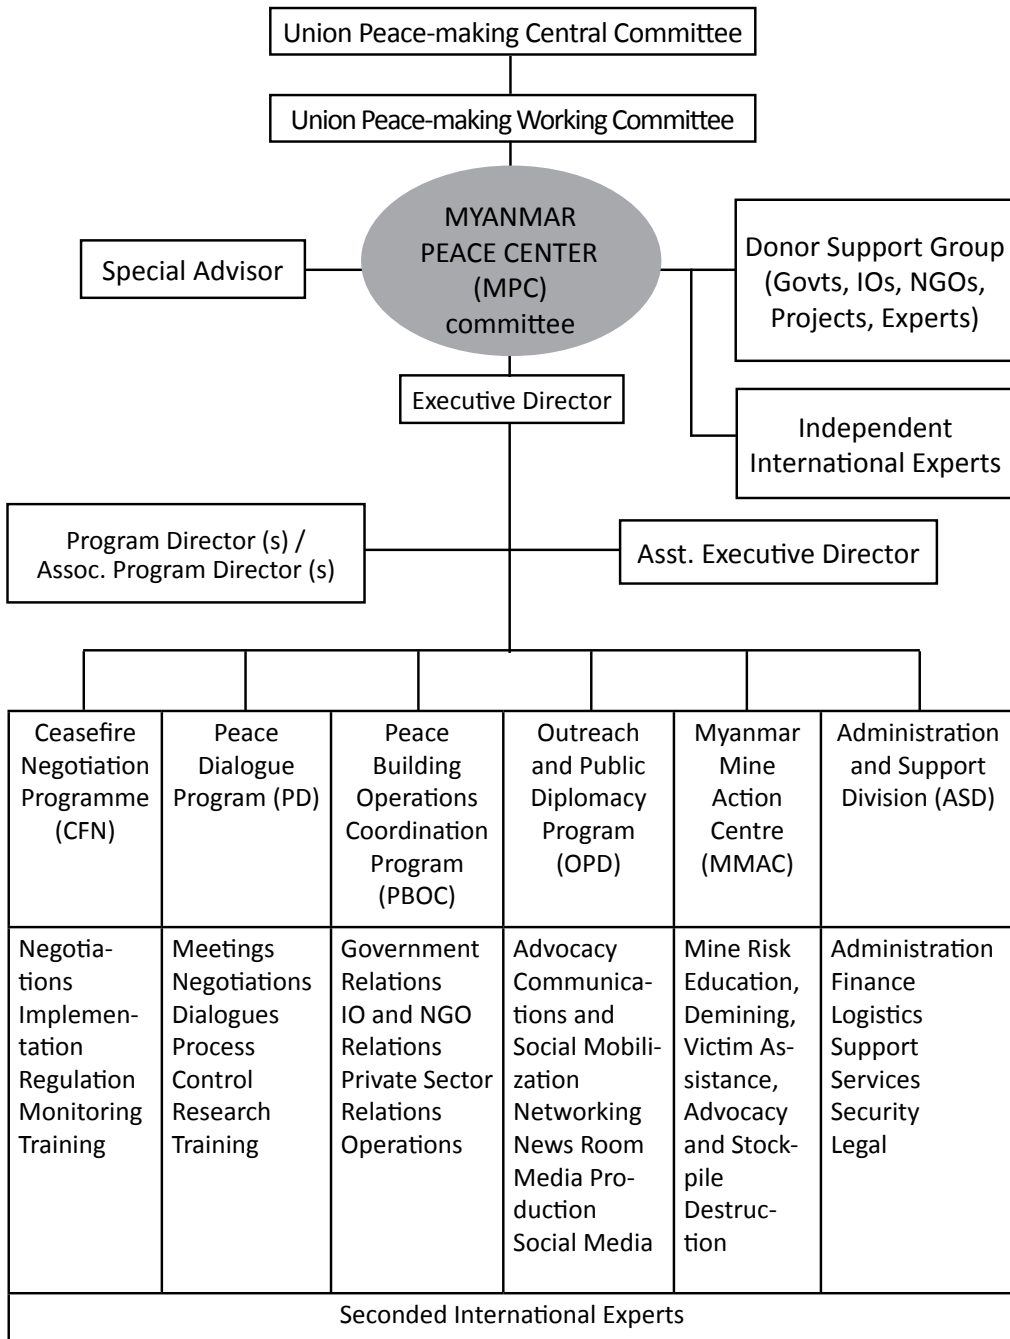 Union Peace-making Central Committee
Union Peace-making Working Committee
MYANMAR
PEACE CENTER
(MPC)
committee
Special Advisor
Donor Support Group
(Govts, IOs, NGOs,
Projects, Experts)
Executive Director
Independent
International Experts
Program Director (s) /
Assoc. Program Director (s)
Asst. Executive Director
Ceasefire
Negotiation
Programme
(CFN)
Peace
Dialogue
Program (PD)
Peace
Building
Operations
Coordination
Program
(PBOC)
Outreach
and Public
Diplomacy
Program
(OPD)
Myanmar
Mine
Action
Centre
(MMAC)
Administration
and Support
Division (ASD)
Negotia-
tions
Implemen-
tation
Regulation
Monitoring
Training
Meetings
Negotiations
Dialogues
Process
Control
Research
Training
Government
Relations
IO and NGO
Relations
Private Sector
Relations
Operations
Advocacy
Communica-
tions and
Social Mobili-
zation
Networking
News Room
Media Pro-
duction
Social Media
Mine Risk
Education,
Demining,
Victim As-
sistance,
Advocacy
and Stock-
pile
Destruc-
tion
Administration
Finance
Logistics
Support
Services
Security
Legal
Seconded International Experts